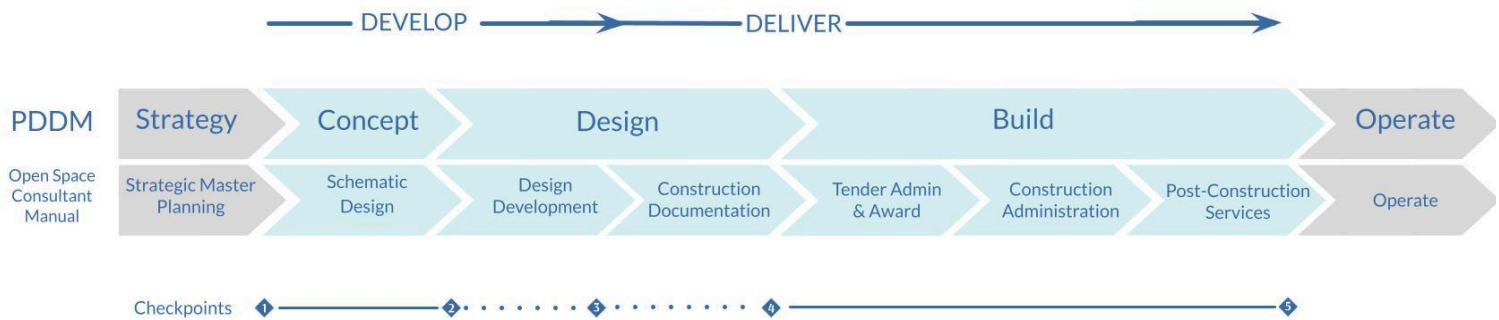 DEVELOP DELIVER
PDDM Strategy Concept Design Build Operate
Open Space
Consultant
Manual
Strategic Master
Planning
Schematic
Design
Design
Development
Construction
Documentation
Tender Admin
& Award
Construction
Administration
Post-Construction
Services
Operate
Checkpoints 1 2 3 4 5